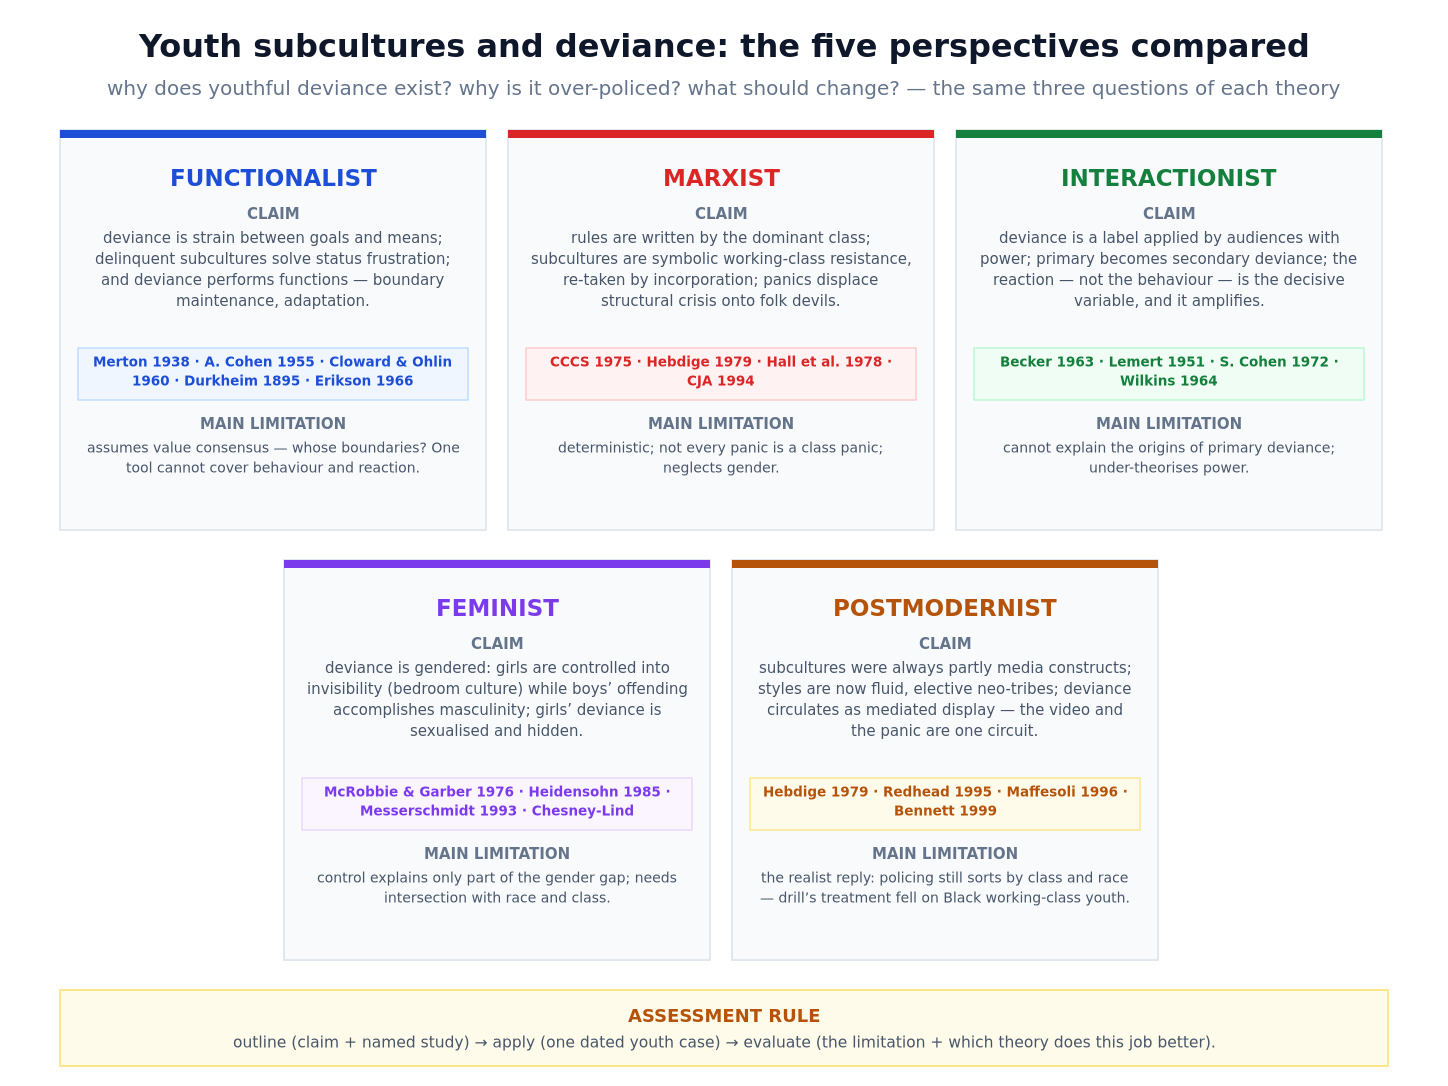 Youth subcultures and deviance: the five perspectives compared
why does youthful deviance exist? why is it over-policed? what should change? — the same three questions of each theory
FUNCTIONALIST
CLAIM
deviance is strain between goals and means;
delinquent subcultures solve status frustration;
and deviance performs functions — boundary
maintenance, adaptation.
Merton 1938 · A. Cohen 1955 · Cloward & Ohlin
1960 · Durkheim 1895 · Erikson 1966
MAIN LIMITATION
assumes value consensus — whose boundaries? One
tool cannot cover behaviour and reaction.
MARXIST
CLAIM
rules are written by the dominant class;
subcultures are symbolic working-class resistance,
re-taken by incorporation; panics displace
structural crisis onto folk devils.
CCCS 1975 · Hebdige 1979 · Hall et al. 1978 ·
CJA 1994
MAIN LIMITATION
deterministic; not every panic is a class panic;
neglects gender.
INTERACTIONIST
CLAIM
deviance is a label applied by audiences with
power; primary becomes secondary deviance; the
reaction — not the behaviour — is the decisive
variable, and it amplifies.
Becker 1963 · Lemert 1951 · S. Cohen 1972 ·
Wilkins 1964
MAIN LIMITATION
cannot explain the origins of primary deviance;
under-theorises power.
FEMINIST
CLAIM
deviance is gendered: girls are controlled into
invisibility (bedroom culture) while boys’ offending
accomplishes masculinity; girls’ deviance is
sexualised and hidden.
McRobbie & Garber 1976 · Heidensohn 1985 ·
Messerschmidt 1993 · Chesney-Lind
MAIN LIMITATION
control explains only part of the gender gap; needs
intersection with race and class.
POSTMODERNIST
CLAIM
subcultures were always partly media constructs;
styles are now fluid, elective neo-tribes; deviance
circulates as mediated display — the video and
the panic are one circuit.
Hebdige 1979 · Redhead 1995 · Maffesoli 1996 ·
Bennett 1999
MAIN LIMITATION
the realist reply: policing still sorts by class and race
— drill’s treatment fell on Black working-class youth.
ASSESSMENT RULE
outline (claim + named study) → apply (one dated youth case) → evaluate (the limitation + which theory does this job better).